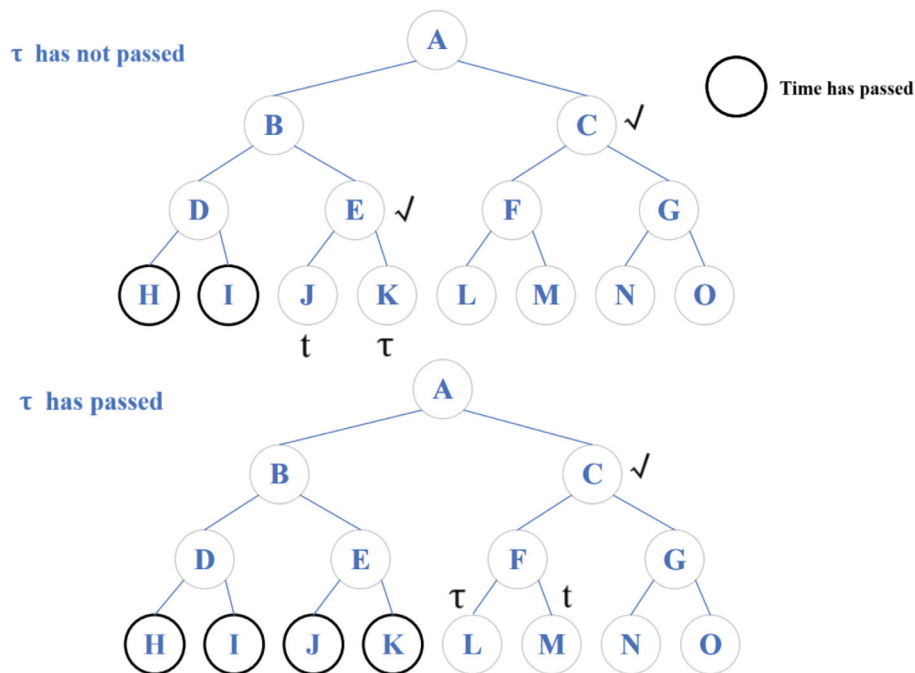 A
τ has not passed
Time has passed
B C √
D E √ F G
H I J K L M N O
t τ
A
τ has passed
B C √
D E F G
τ t
H I J K L M N O